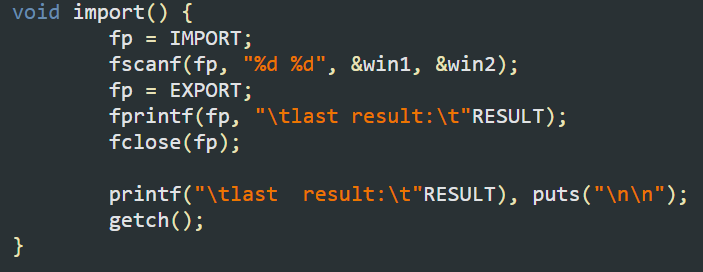 void import() {
fp = IMPORT;
fscanf(fp, "%d %d", &win1, &win2);
fp = EXPORT;
fprintf(fp, "\tlast result:\t"RESULT);
fclose(fp);
printf("\tlast  result:\t"RESULT), puts("\n\n");
getch();
}